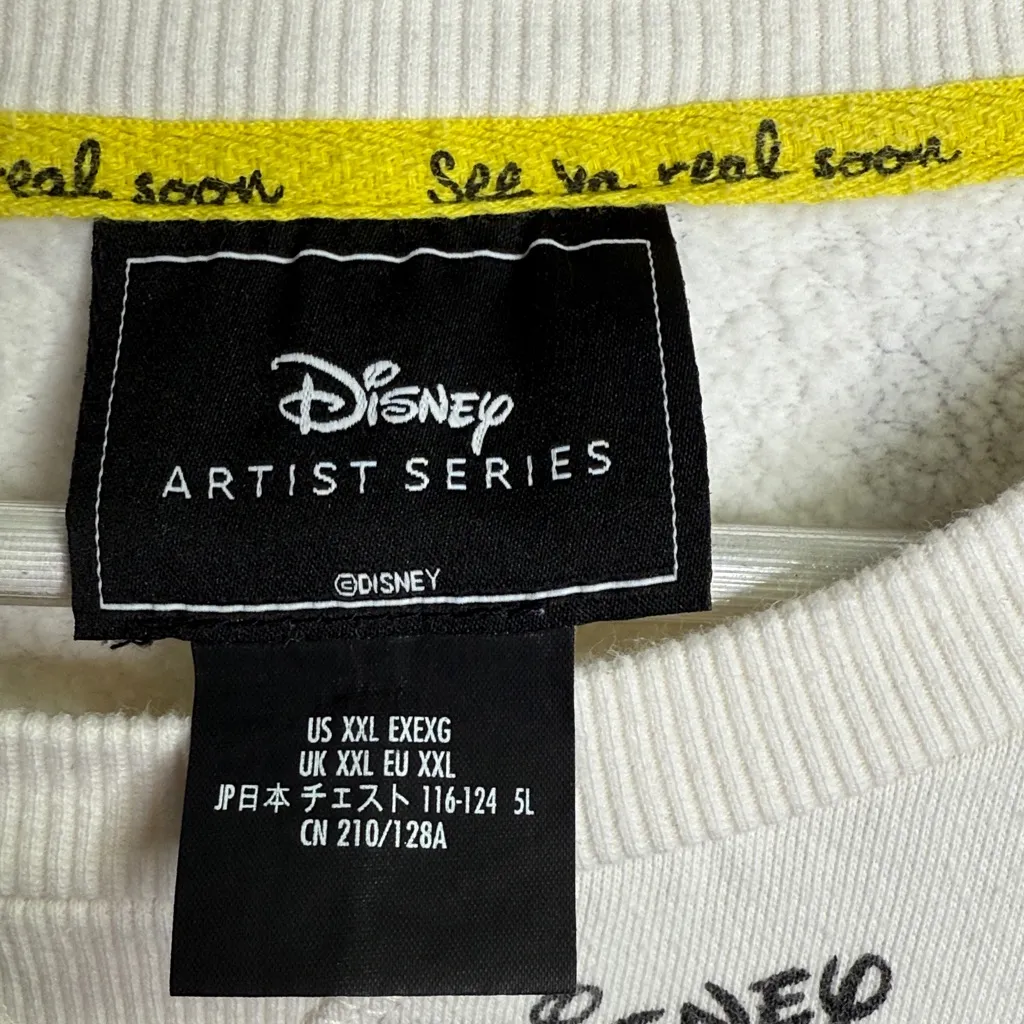 real soon See ya real soon
Disney
ARTIST SERIES
©DISNEY
US XXL EXEXG
UK XXL EU XXL
JP日本 チェスト 116-124 5L
CN 210/128A
Disney